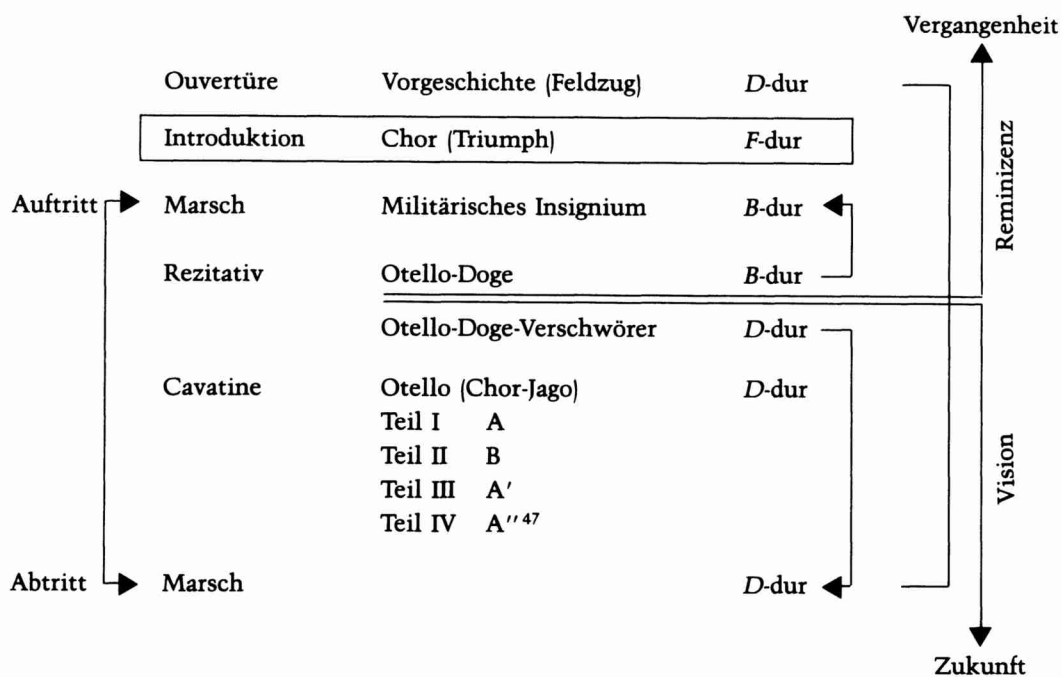 Vergangenheit
Ouvertüre Vorgeschichte (Feldzug) D-dur
Introduktion Chor (Triumph) F-dur
Auftritt Marsch Militärisches Insignium B-dur
Reminizenz
Rezitativ Otello-Doge B-dur
Otello-Doge-Verschwörer D-dur
Cavatine Otello (Chor-Jago) D-dur
Teil I A
Teil II B
Vision
Teil III A′
Teil IV A″ 47
Abtritt Marsch D-dur
Zukunft